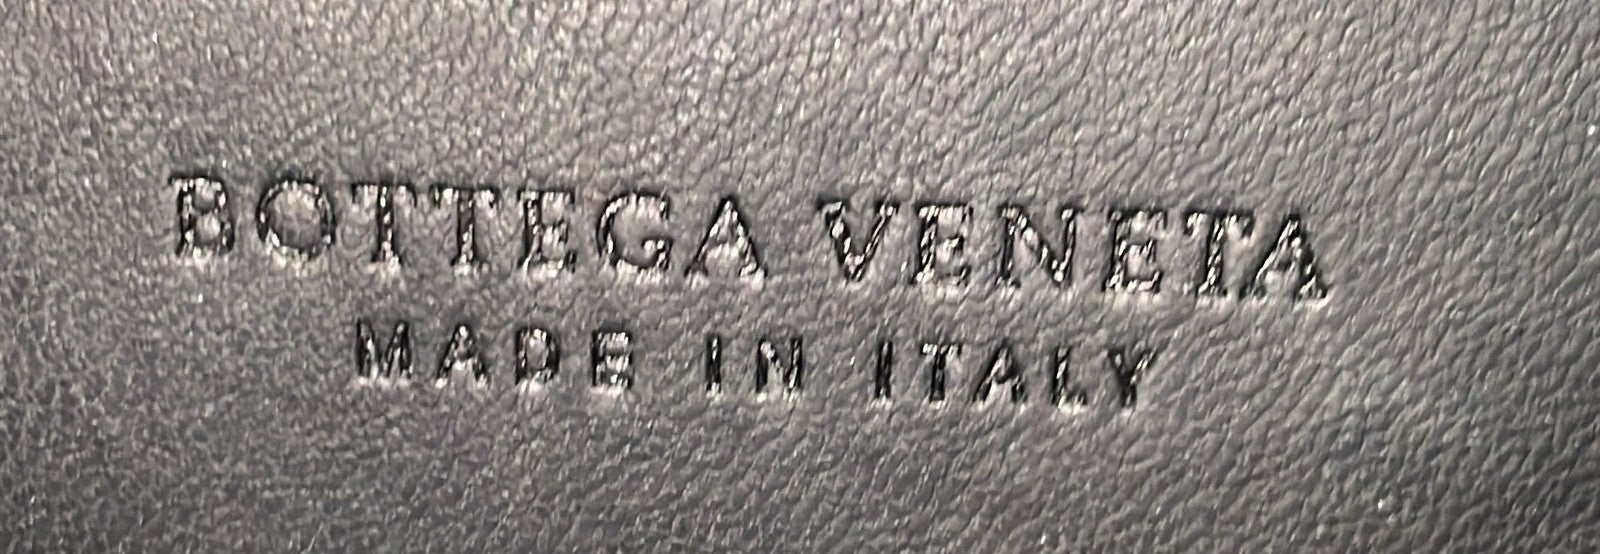 BOTTEGA VENETA
MADE IN ITALY